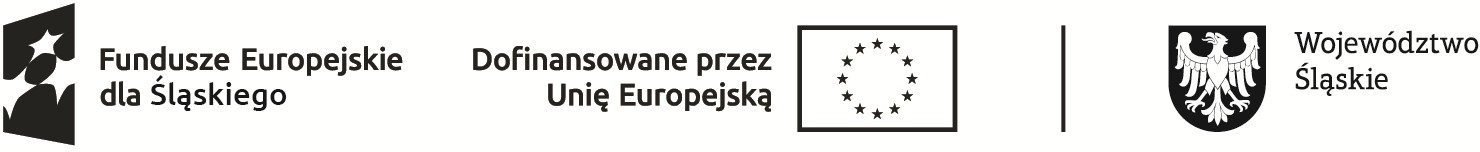 Fundusze Europejskie
dla Śląskiego
Dofinansowane przez
Unię Europejską
Województwo
Śląskie